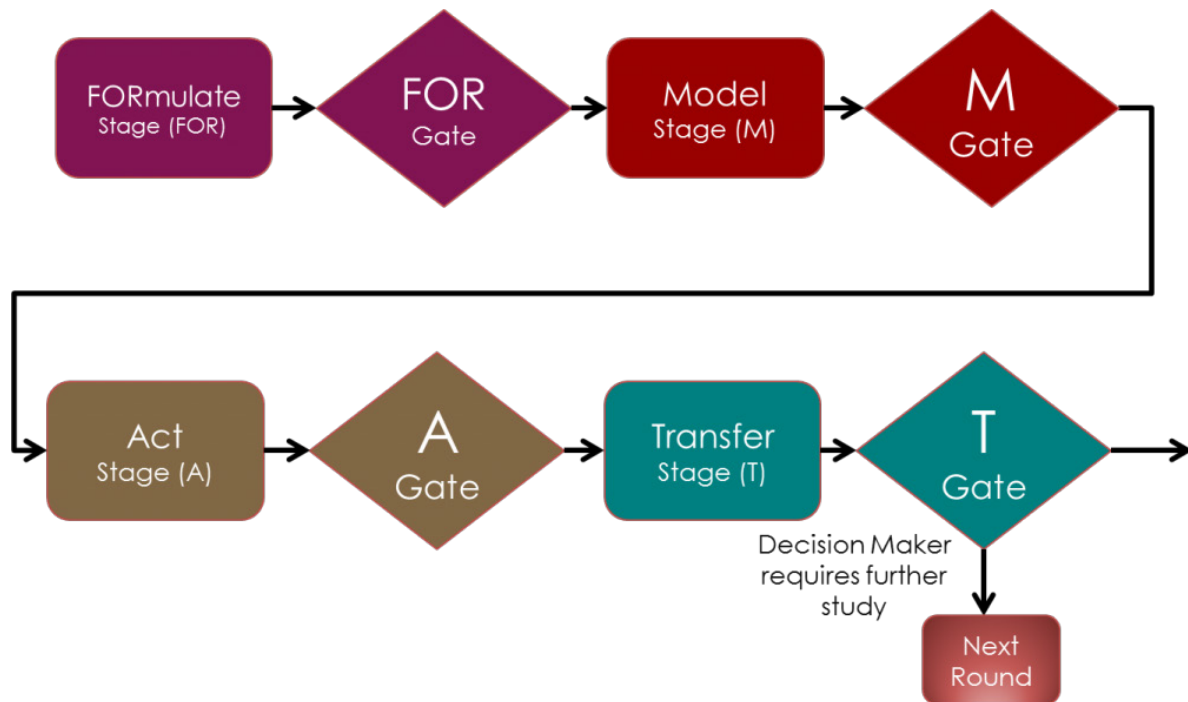 FORmulate
Stage (FOR)
FOR
Gate
Model
Stage (M)
M
Gate
Act
Stage (A)
A
Gate
Transfer
Stage (T)
T
Gate
Decision Maker
requires further
study
Next
Round